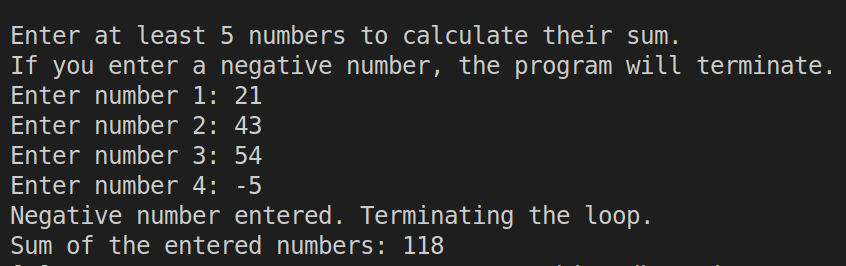 Enter at least 5 numbers to calculate their sum.
If you enter a negative number, the program will terminate.
Enter number 1: 21
Enter number 2: 43
Enter number 3: 54
Enter number 4: -5
Negative number entered. Terminating the loop.
Sum of the entered numbers: 118